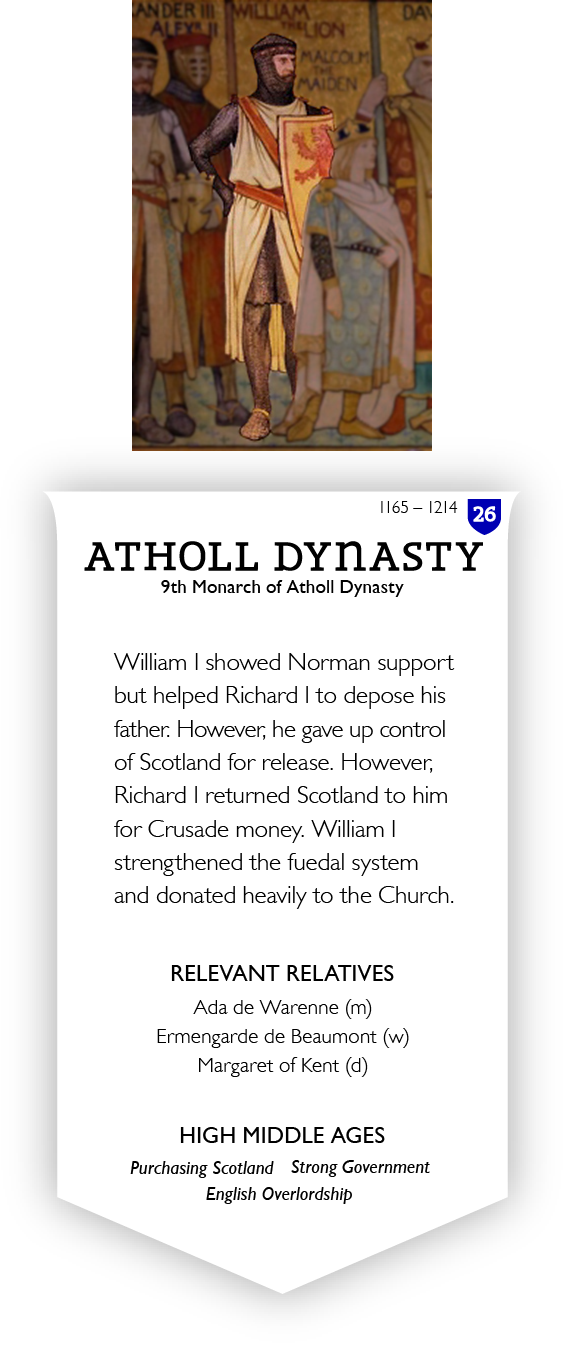 ANDER III
ALEXR II
WILLIAM
THE LION
MALCOLM
THE
MAIDEN
DAV
1165 – 1214
26
ATHOLL DYNASTY
9th Monarch of Atholl Dynasty
William I showed Norman support
but helped Richard I to depose his
father. However, he gave up control
of Scotland for release. However,
Richard I returned Scotland to him
for Crusade money. William I
strengthened the fuedal system
and donated heavily to the Church.
RELEVANT RELATIVES
Ada de Warenne (m)
Ermengarde de Beaumont (w)
Margaret of Kent (d)
HIGH MIDDLE AGES
Purchasing Scotland Strong Government
English Overlordship